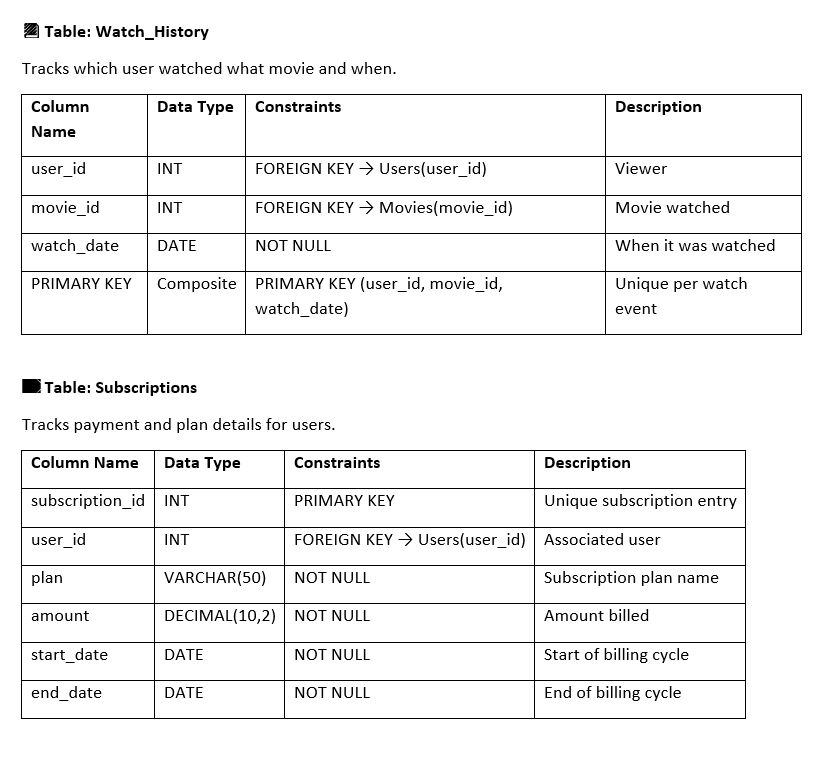 Table: Watch_History
Tracks which user watched what movie and when.
Column Name Data Type Constraints Description
user_id INT FOREIGN KEY → Users(user_id) Viewer
movie_id INT FOREIGN KEY → Movies(movie_id) Movie watched
watch_date DATE NOT NULL When it was watched
PRIMARY KEY Composite PRIMARY KEY (user_id, movie_id, watch_date) Unique per watch event
Table: Subscriptions
Tracks payment and plan details for users.
Column Name Data Type Constraints Description
subscription_id INT PRIMARY KEY Unique subscription entry
user_id INT FOREIGN KEY → Users(user_id) Associated user
plan VARCHAR(50) NOT NULL Subscription plan name
amount DECIMAL(10,2) NOT NULL Amount billed
start_date DATE NOT NULL Start of billing cycle
end_date DATE NOT NULL End of billing cycle